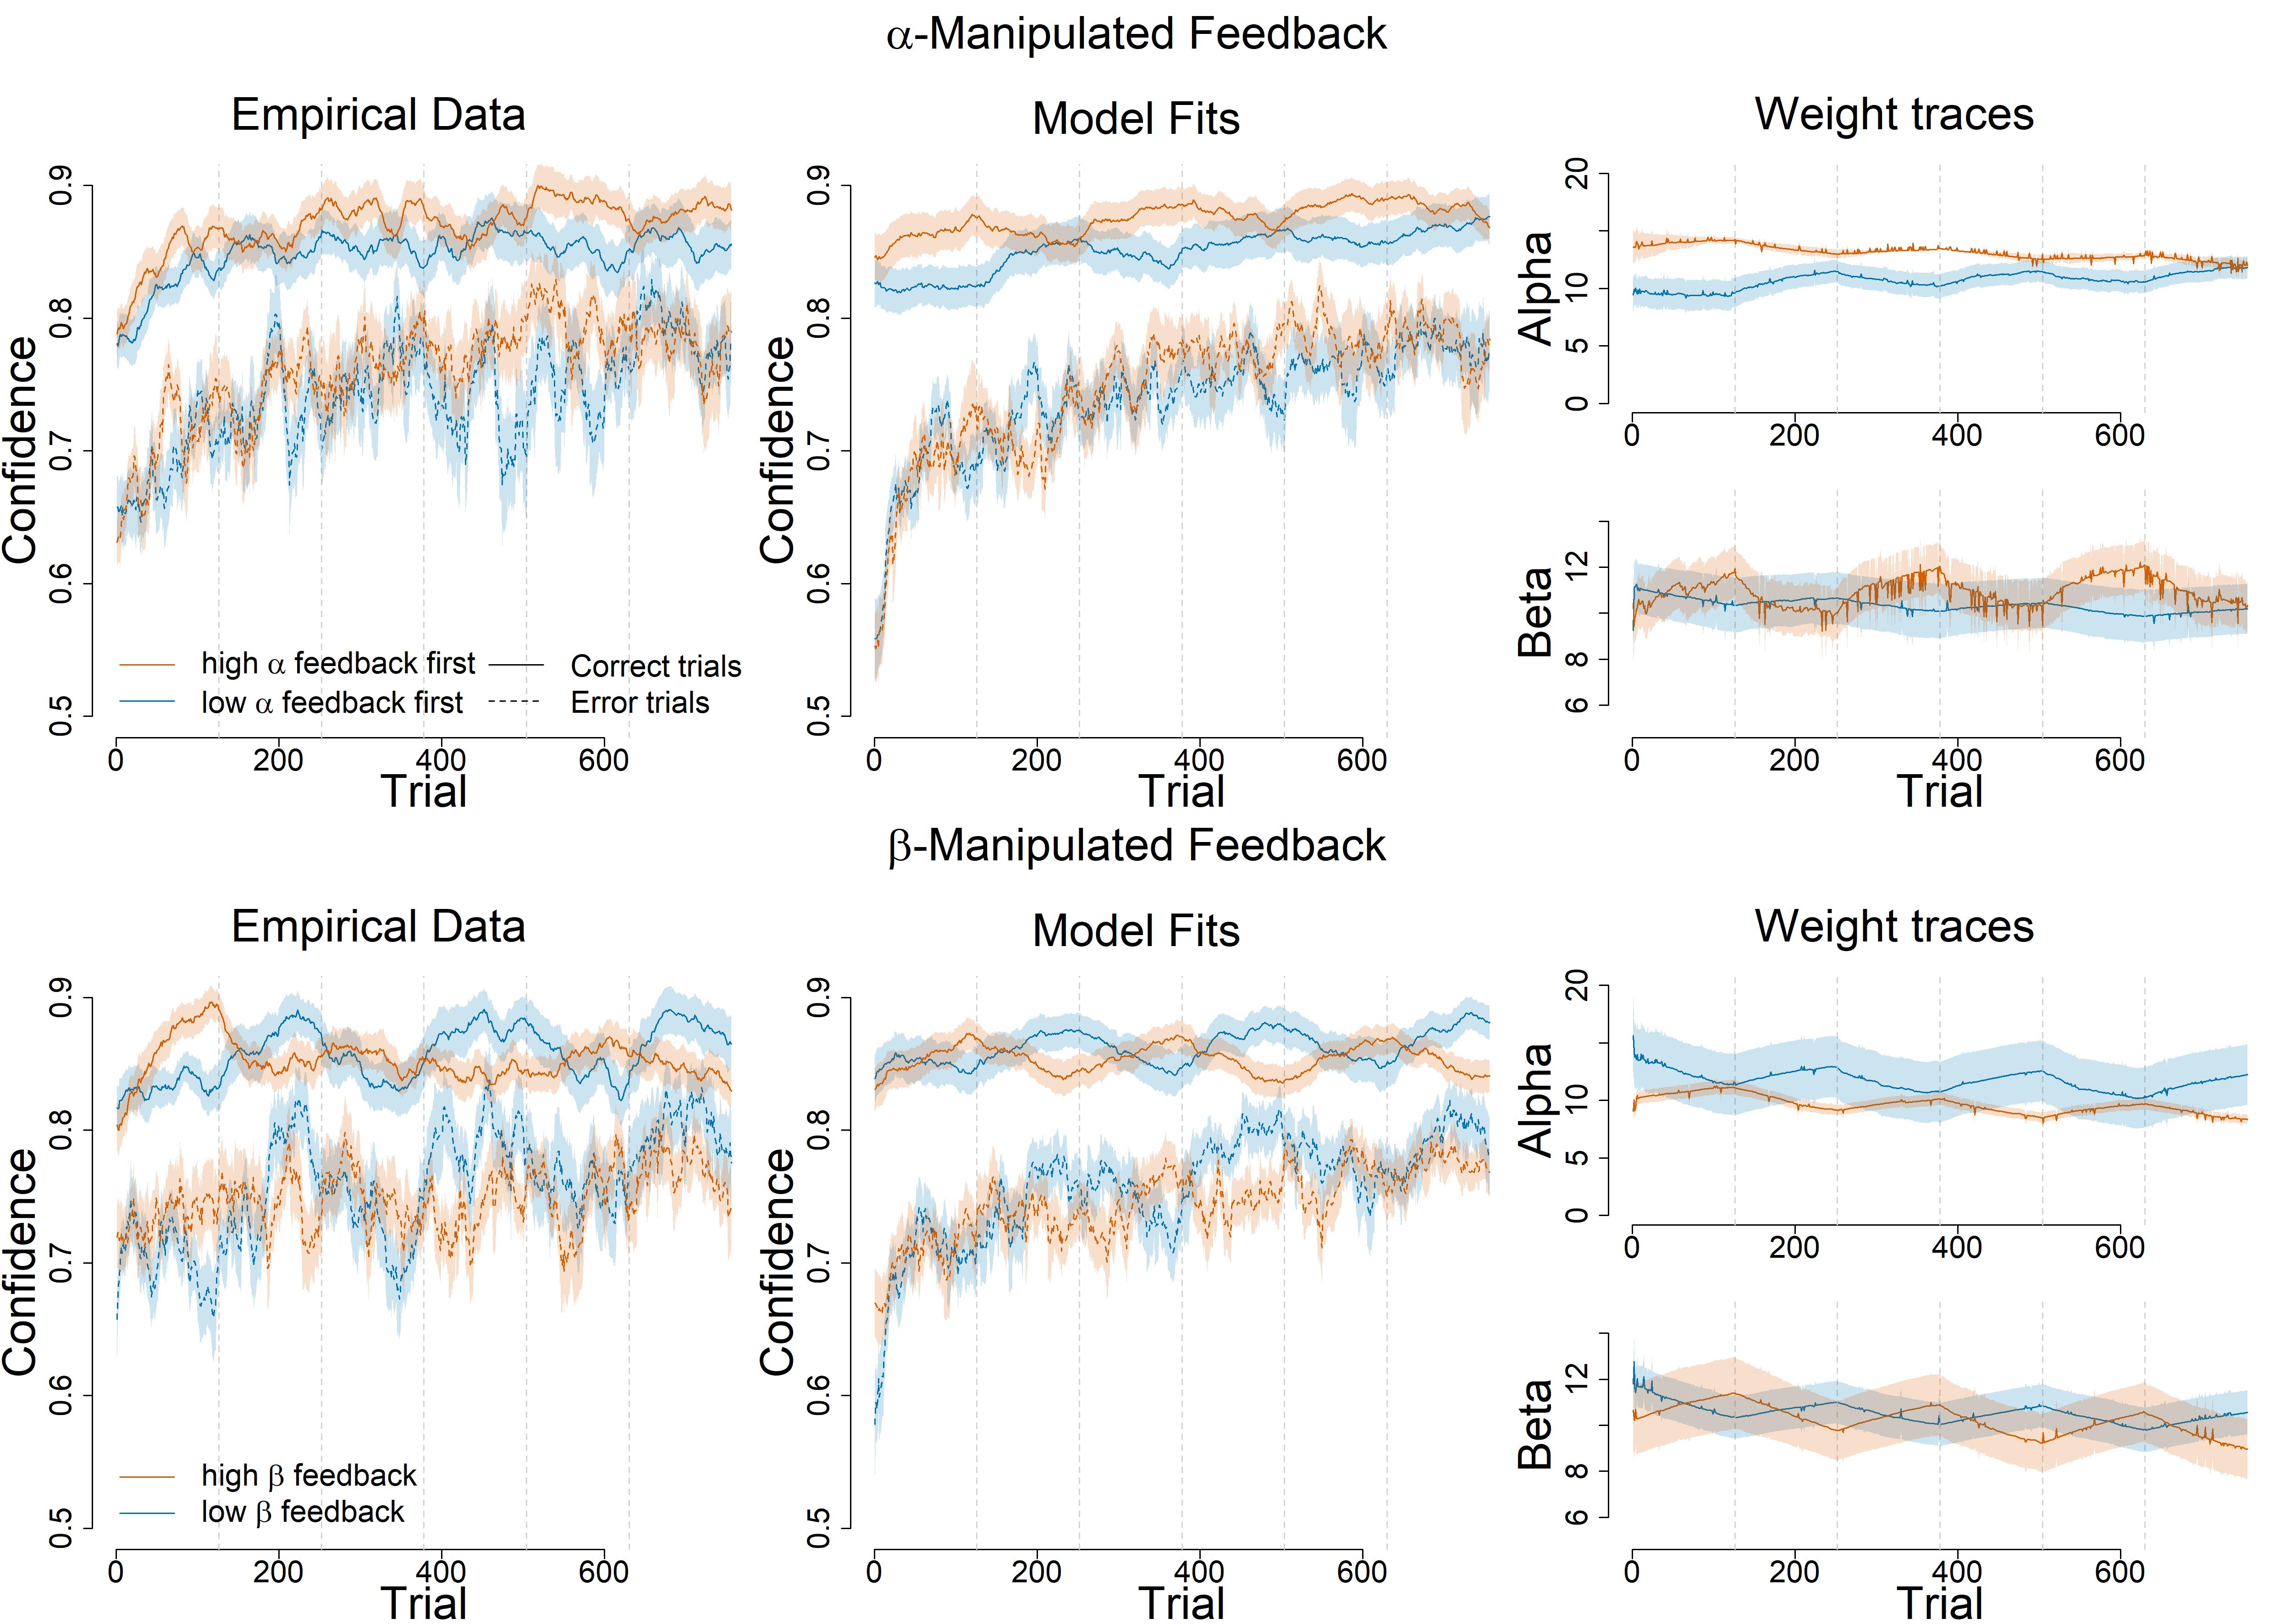 α-Manipulated Feedback
Empirical Data
Model Fits
Weight traces
Confidence
0.5 0.6 0.7 0.8 0.9
high α feedback first
low α feedback first
Correct trials
Error trials
0 200 400 600
Trial
Confidence
0.5 0.6 0.7 0.8 0.9
0 200 400 600
Trial
Alpha
0 5 10 20
0 200 400 600
Beta
6 8 12
0 200 400 600
Trial
β-Manipulated Feedback
Empirical Data
Model Fits
Weight traces
Confidence
0.5 0.6 0.7 0.8 0.9
high β feedback
low β feedback
0 200 400 600
Trial
Confidence
0.5 0.6 0.7 0.8 0.9
0 200 400 600
Trial
Alpha
0 5 10 20
0 200 400 600
Beta
6 8 12
0 200 400 600
Trial